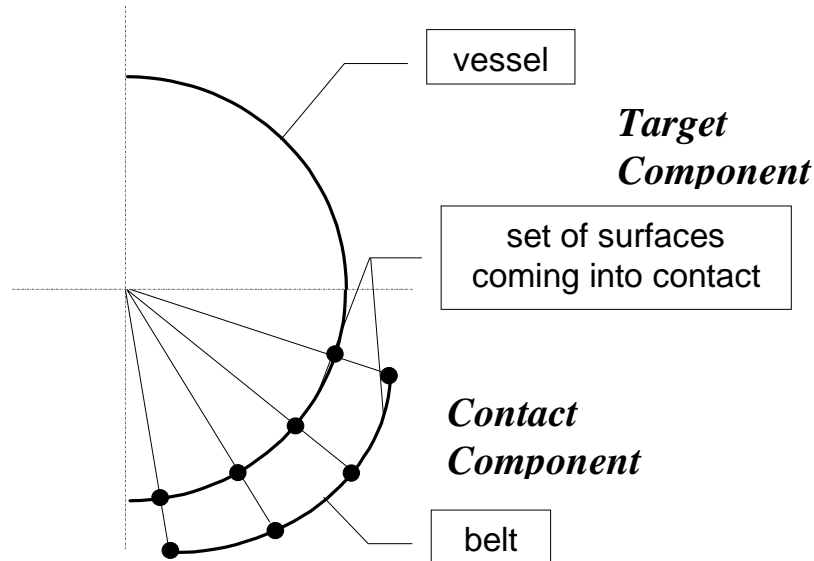 vessel
Target
Component
set of surfaces
coming into contact
Contact
Component
belt